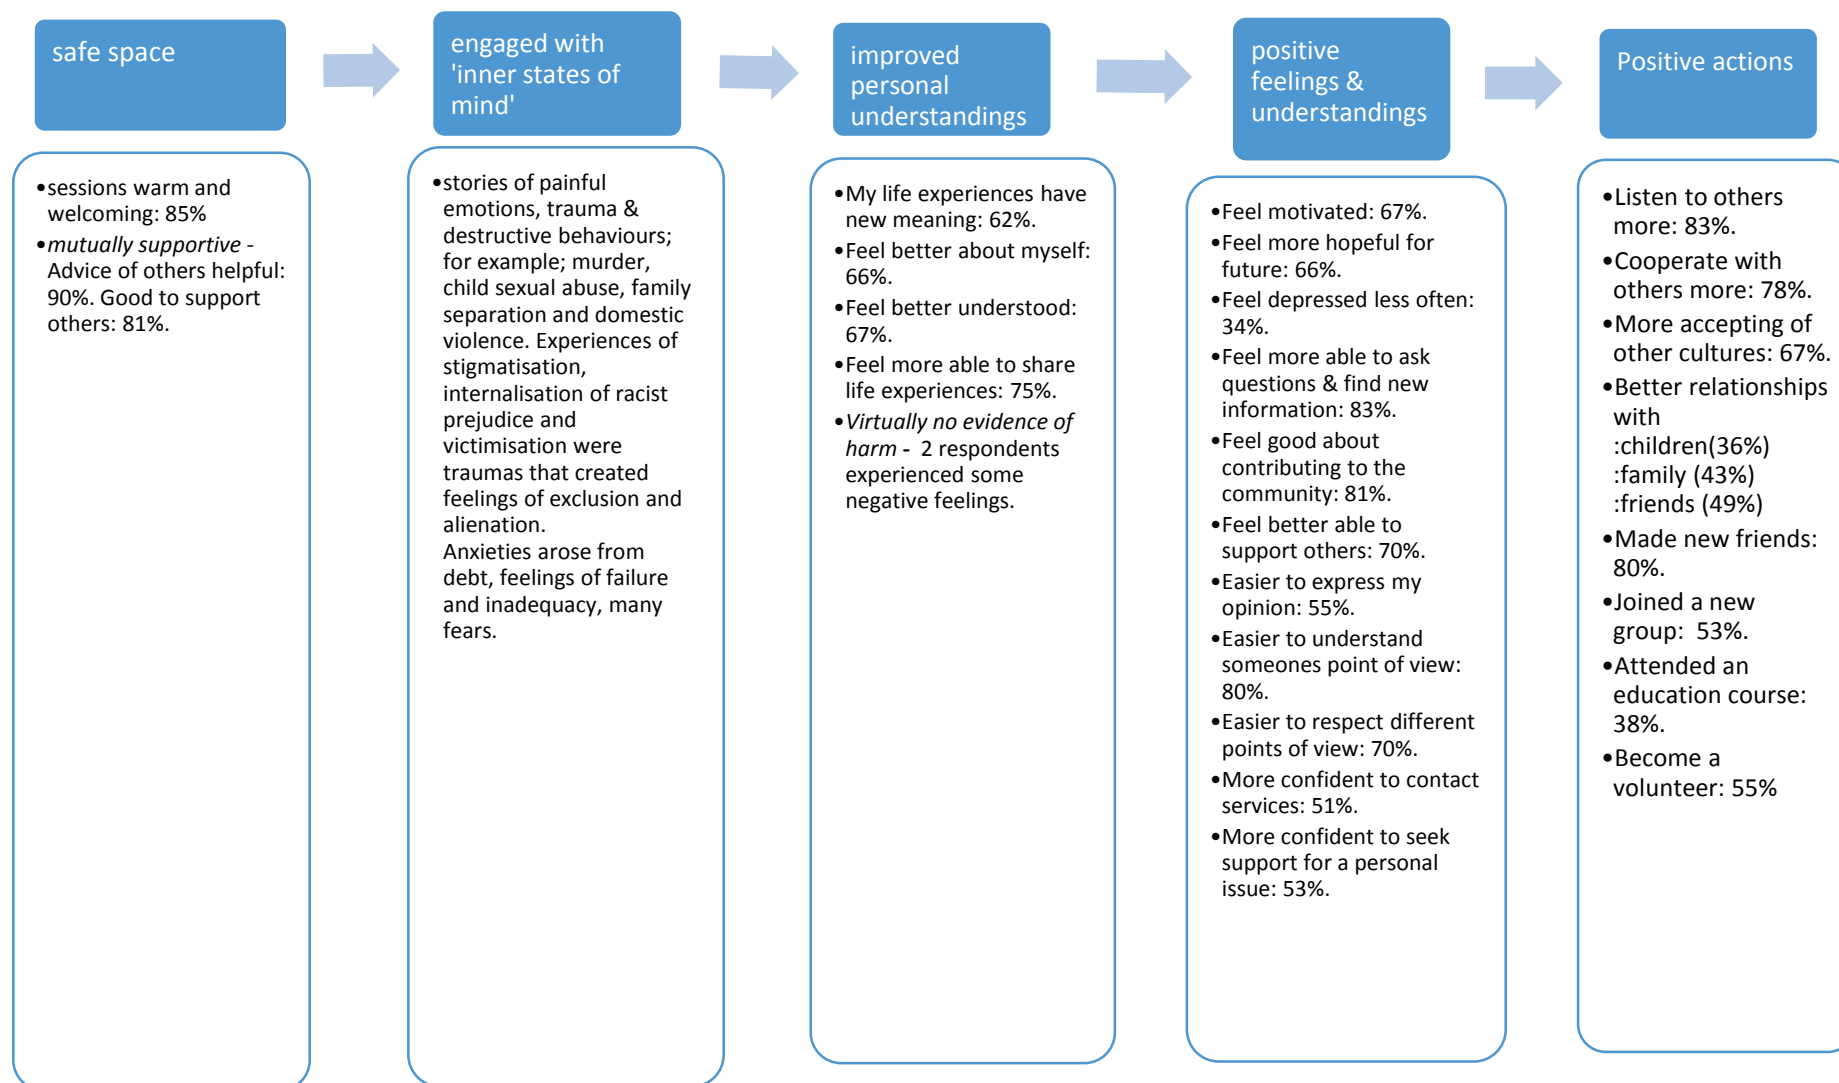 safe space
engaged with
'inner states of
mind'
improved
personal
understandings
positive
feelings &
understandings
Positive actions
•sessions warm and
welcoming: 85%
•mutually supportive -
Advice of others helpful:
90%. Good to support
others: 81%.
•stories of painful
emotions, trauma &
destructive behaviours;
for example; murder,
child sexual abuse, family
separation and domestic
violence. Experiences of
stigmatisation,
internalisation of racist
prejudice and
victimisation were
traumas that created
feelings of exclusion and
alienation.
Anxieties arose from
debt, feelings of failure
and inadequacy, many
fears.
•My life experiences have
new meaning: 62%.
•Feel better about myself:
66%.
•Feel better understood:
67%.
•Feel more able to share
life experiences: 75%.
•Virtually no evidence of
harm - 2 respondents
experienced some
negative feelings.
•Feel motivated: 67%.
•Feel more hopeful for
future: 66%.
•Feel depressed less often:
34%.
•Feel more able to ask
questions & find new
information: 83%.
•Feel good about
contributing to the
community: 81%.
•Feel better able to
support others: 70%.
•Easier to express my
opinion: 55%.
•Easier to understand
someones point of view:
80%.
•Easier to respect different
points of view: 70%.
•More confident to contact
services: 51%.
•More confident to seek
support for a personal
issue: 53%.
•Listen to others
more: 83%.
•Cooperate with
others more: 78%.
•More accepting of
other cultures: 67%.
•Better relationships
with
:children(36%)
:family (43%)
:friends (49%)
•Made new friends:
80%.
•Joined a new
group: 53%.
•Attended an
education course:
38%.
•Become a
volunteer: 55%